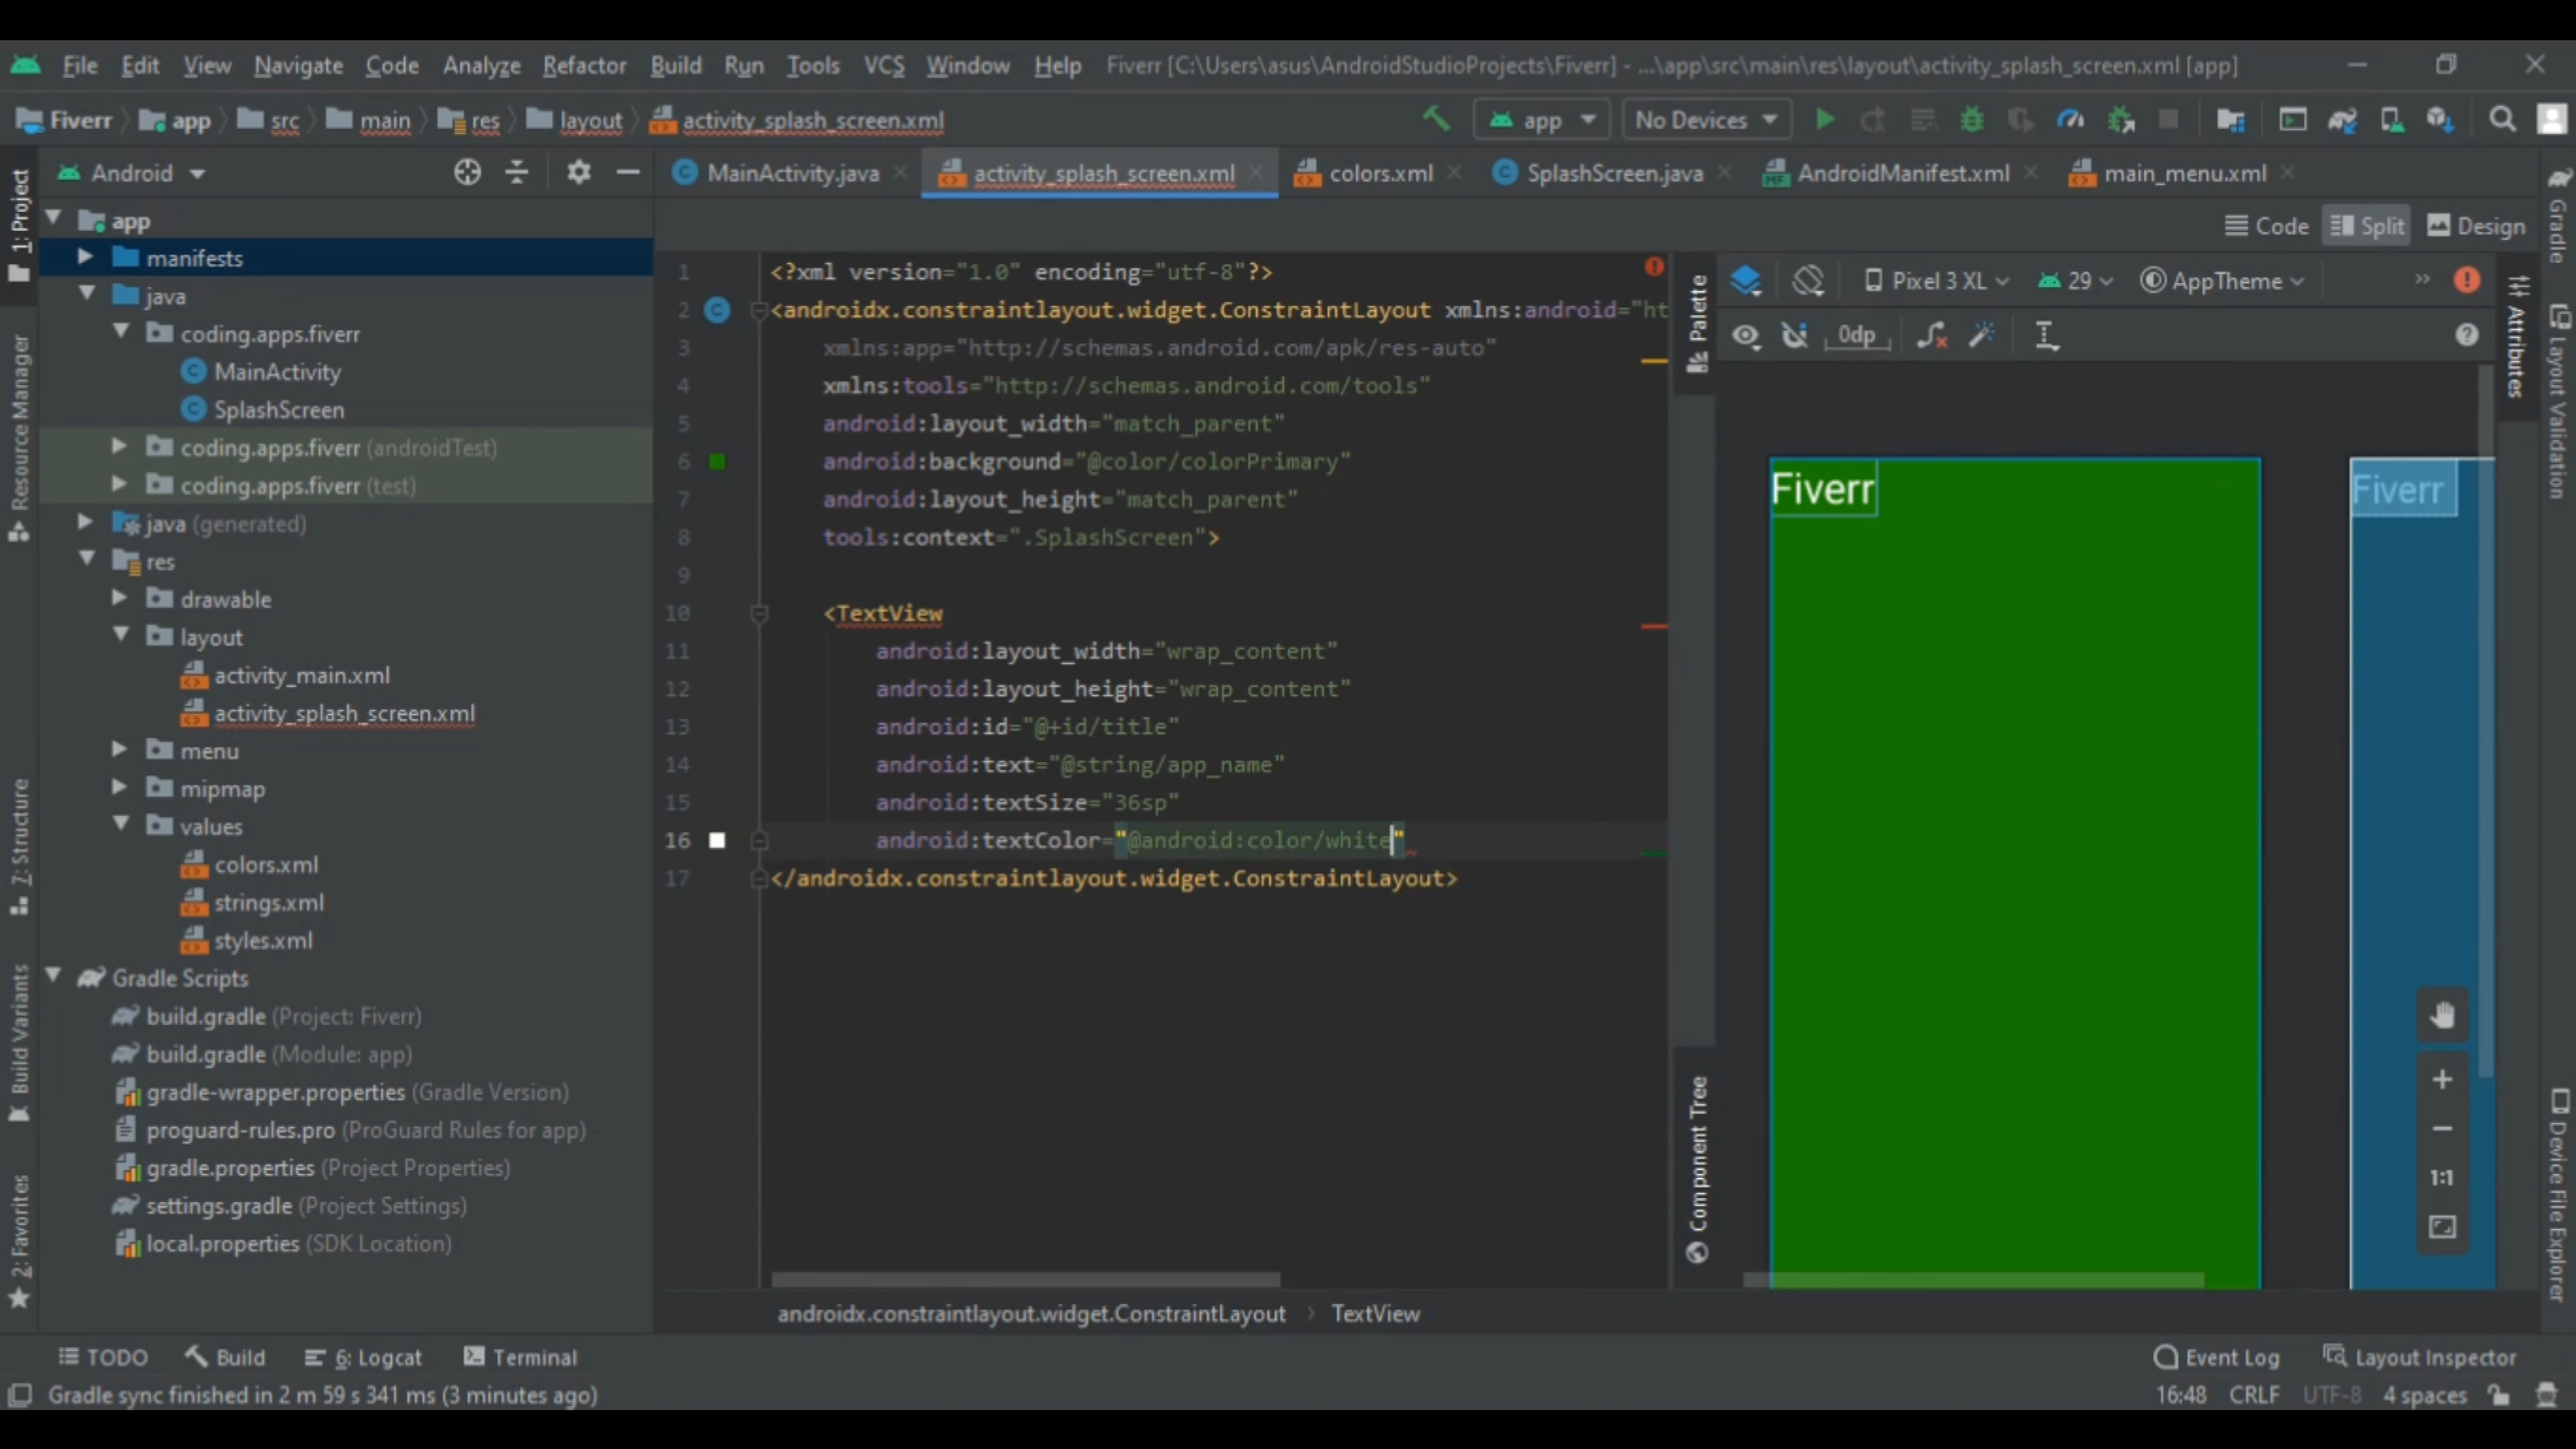 File Edit View Navigate Code Analyze Refactor Build Run Tools VCS Window Help Fiverr [C:\Users\asus\AndroidStudioProjects\Fiverr] - ...\app\src\main\res\layout\activity_splash_screen.xml [app]
Fiverr app src main res layout activity_splash_screen.xml app No Devices
Android
MainActivity.java activity_splash_screen.xml colors.xml SplashScreen.java AndroidManifest.xml main_menu.xml
Code Split Design
1: Project
Resource Manager
7: Structure
Build Variants
2: Favorites
app
manifests
java
coding.apps.fiverr
MainActivity
SplashScreen
coding.apps.fiverr (androidTest)
coding.apps.fiverr (test)
java (generated)
res
drawable
layout
activity_main.xml
activity_splash_screen.xml
menu
mipmap
values
colors.xml
strings.xml
styles.xml
Gradle Scripts
build.gradle (Project: Fiverr)
build.gradle (Module: app)
gradle-wrapper.properties (Gradle Version)
proguard-rules.pro (ProGuard Rules for app)
gradle.properties (Project Properties)
settings.gradle (Project Settings)
local.properties (SDK Location)
1 <?xml version="1.0" encoding="utf-8"?>
2 <androidx.constraintlayout.widget.ConstraintLayout xmlns:android="ht
3 xmlns:app="http://schemas.android.com/apk/res-auto"
4 xmlns:tools="http://schemas.android.com/tools"
5 android:layout_width="match_parent"
6 android:background="@color/colorPrimary"
7 android:layout_height="match_parent"
8 tools:context=".SplashScreen">
9
10 <TextView
11 android:layout_width="wrap_content"
12 android:layout_height="wrap_content"
13 android:id="@+id/title"
14 android:text="@string/app_name"
15 android:textSize="36sp"
16 android:textColor="@android:color/white"
17 </androidx.constraintlayout.widget.ConstraintLayout>
androidx.constraintlayout.widget.ConstraintLayout TextView
Palette
Component Tree
Pixel 3 XL 29 AppTheme
0dp
Fiverr
Fiverr
1:1
Attributes
Gradle
Layout Validation
Device File Explorer
TODO Build 6: Logcat Terminal Event Log Layout Inspector
Gradle sync finished in 2 m 59 s 341 ms (3 minutes ago) 16:48 CRLF UTF-8 4 spaces